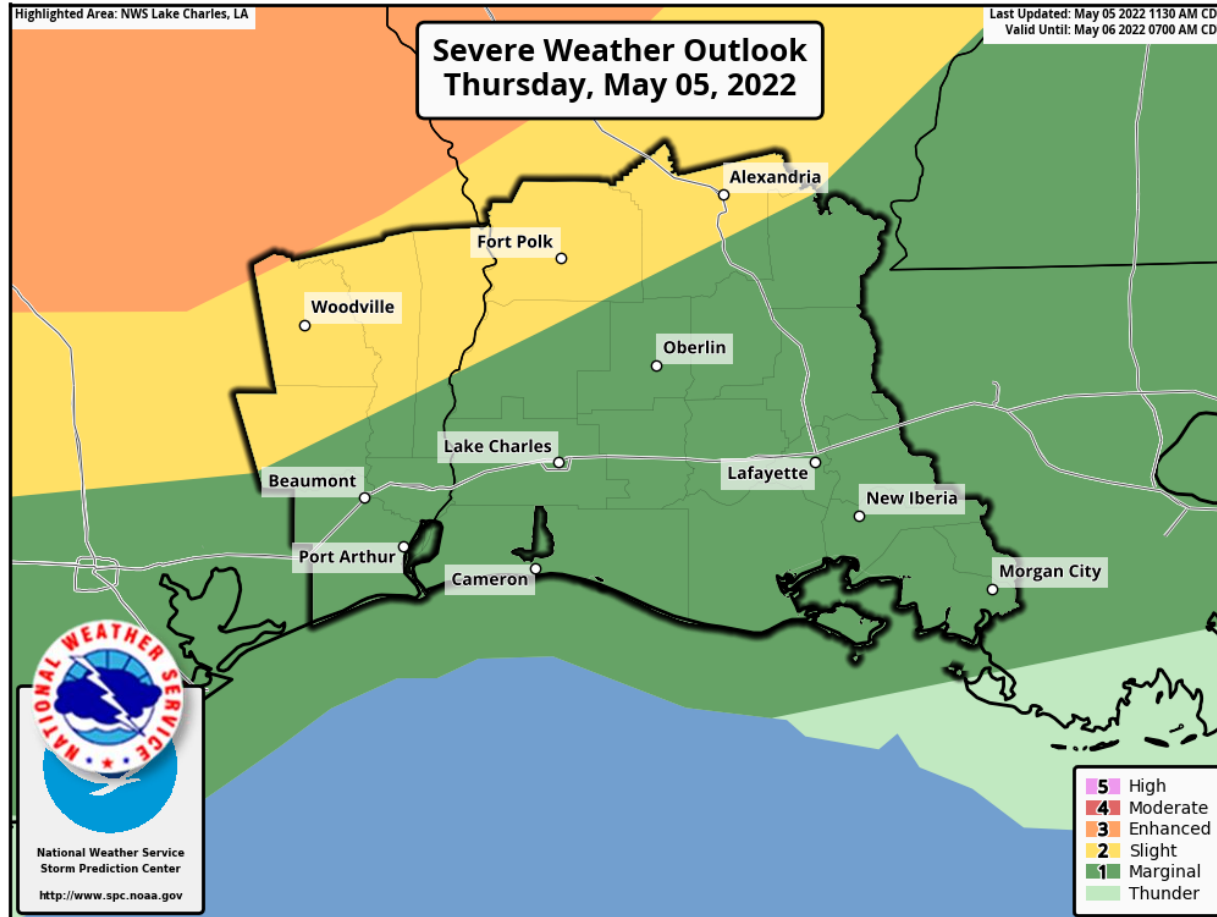 Highlighted Area: NWS Lake Charles, LA
Last Updated: May 05 2022 1130 AM CD
Valid Until: May 06 2022 0700 AM CD
Severe Weather Outlook
Thursday, May 05, 2022
Alexandria
Fort Polk
Woodville
Oberlin
Lake Charles
Lafayette
Beaumont
New Iberia
Port Arthur
Cameron
Morgan City
NATIONAL WEATHER SERVICE
National Weather Service
Storm Prediction Center
http://www.spc.noaa.gov
5 High
4 Moderate
3 Enhanced
2 Slight
1 Marginal
Thunder